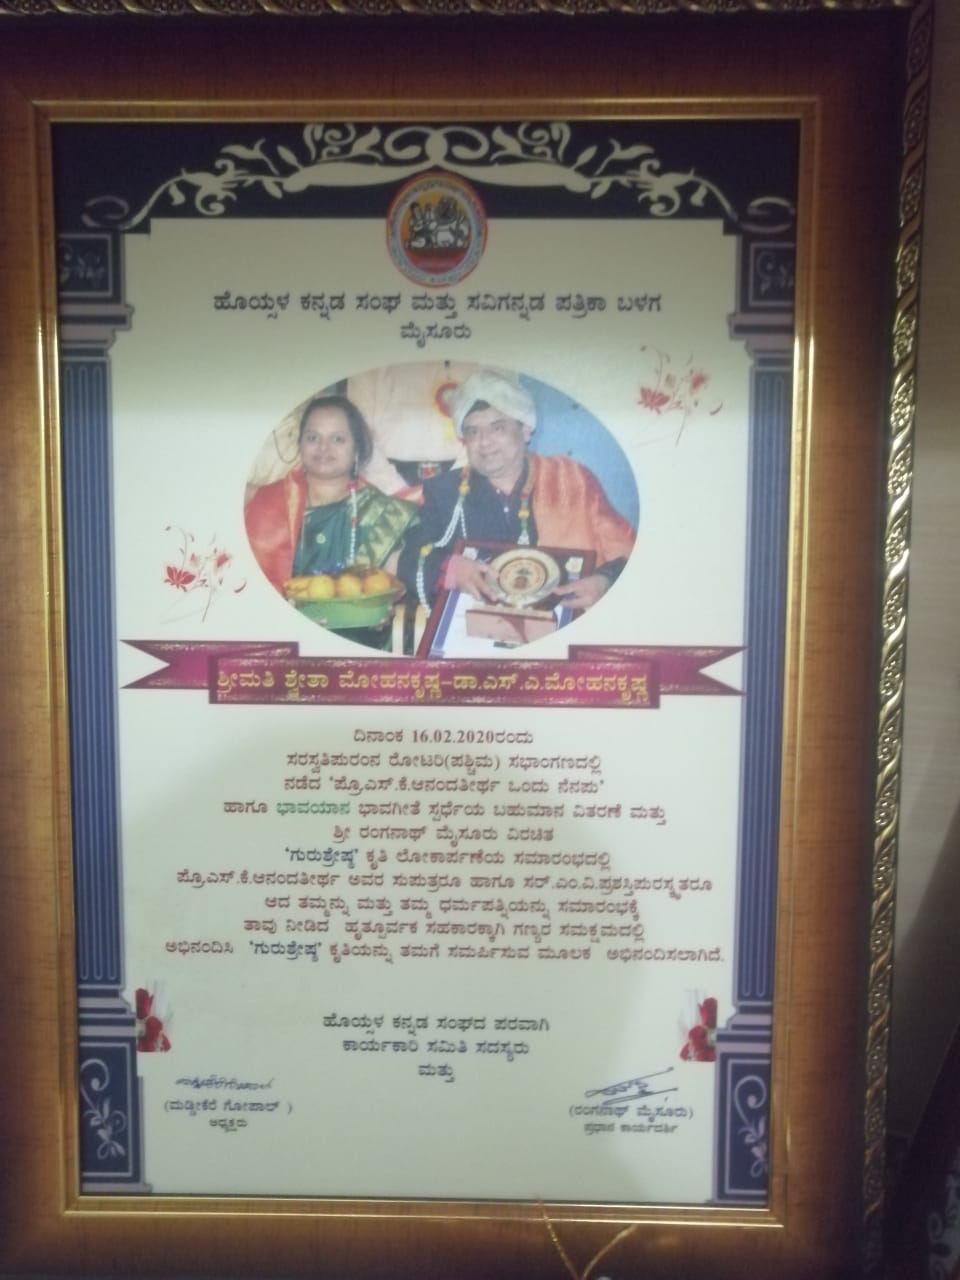 ಹೊಯ್ಸಳ ಕನ್ನಡ ಸಂಘ ಮತ್ತು ಸವಿಗನ್ನಡ ಪತ್ರಿಕಾ ಬಳಗ
ಮೈಸೂರು
ಶ್ರೀಮತಿ ಶ್ವೇತಾ ಮೋಹನಕೃಷ್ಣ-ಡಾ.ಎಸ್.ಎ.ಮೋಹನಕೃಷ್ಣ
ದಿನಾಂಕ 16.02.2020ರಂದು
ಸರಸ್ವತಿಪುರಂನ ರೋಟರಿ(ಪಶ್ಚಿಮ) ಸಭಾಂಗಣದಲ್ಲಿ
ನಡೆದ 'ಪ್ರೊ.ಎಸ್.ಕೆ.ಆನಂದತೀರ್ಥ ಒಂದು ನೆನಪು'
ಹಾಗೂ ಭಾವಯಾನ ಭಾವಗೀತೆ ಸ್ಪರ್ಧೆಯ ಬಹುಮಾನ ವಿತರಣೆ ಮತ್ತು
ಶ್ರೀ ರಂಗನಾಥ್ ಮೈಸೂರು ವಿರಚಿತ
'ಗುರುಶ್ರೇಷ್ಠ' ಕೃತಿ ಲೋಕಾರ್ಪಣೆಯ ಸಮಾರಂಭದಲ್ಲಿ
ಪ್ರೊ.ಎಸ್.ಕೆ.ಆನಂದತೀರ್ಥ ಅವರ ಸುಪುತ್ರರೂ ಹಾಗೂ ಸರ್.ಎಂ.ವಿ.ಪ್ರಶಸ್ತಿಪುರಸ್ಕೃತರೂ
ಆದ ತಮ್ಮನ್ನು ಮತ್ತು ತಮ್ಮ ಧರ್ಮಪತ್ನಿಯನ್ನು ಸಮಾರಂಭಕ್ಕೆ
ತಾವು ನೀಡಿದ ಹೃತ್ಪೂರ್ವಕ ಸಹಕಾರಕ್ಕಾಗಿ ಗಣ್ಯರ ಸಮಕ್ಷಮದಲ್ಲಿ
ಅಭಿನಂದಿಸಿ 'ಗುರುಶ್ರೇಷ್ಠ' ಕೃತಿಯನ್ನು ತಮಗೆ ಸಮರ್ಪಿಸುವ ಮೂಲಕ ಅಭಿನಂದಿಸಲಾಗಿದೆ.
ಹೊಯ್ಸಳ ಕನ್ನಡ ಸಂಘದ ಪರವಾಗಿ
ಕಾರ್ಯಕಾರಿ ಸಮಿತಿ ಸದಸ್ಯರು
ಮತ್ತು
(ಮಡ್ಡೀಕೆರೆ ಗೋಪಾಲ್ )
ಅಧ್ಯಕ್ಷರು
(ರಂಗನಾಥ್ ಮೈಸೂರು)
ಪ್ರಧಾನ ಕಾರ್ಯದರ್ಶಿ